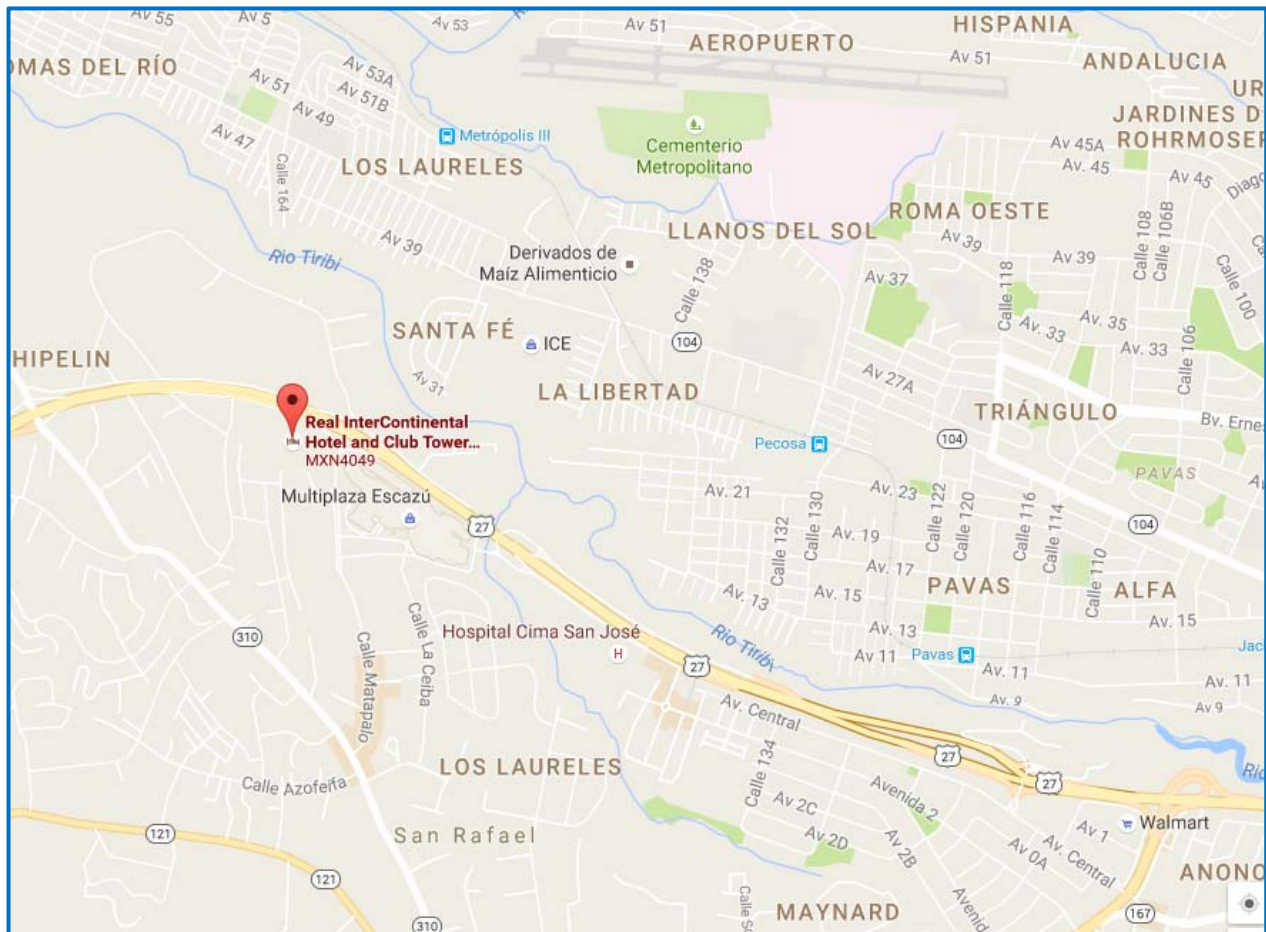 Av 55
Av 5
Av 53
Av 51
HISPANIA
AEROPUERTO
Av 51
ANDALUCIA
OMAS DEL RÍO
Av 53A
Av 51
Av 51B
UR
Av 49
JARDINES D
ROHRMOSER
Av 47
Metrópolis III
Cementerio
Metropolitano
Av 45A
Av. 45
Av 45
Diago
LOS LAURELES
Calle 164
ROMA OESTE
Calle 108
Calle 106B
LLANOS DEL SOL
Av 39
Av 39
Av 39
Rio Tiribi
Derivados de
Maíz Alimenticio
Calle 138
Av 37
Calle 118
Calle 100
SANTA FÉ
ICE
104
Av. 33
Av. 35
Av. 33
Calle 106
HIPELIN
Av 31
LA LIBERTAD
Av 27A
TRIÁNGULO
Bv. Ernes
Real InterContinental
Hotel and Club Tower...
MXN4049
Pecosa
104
PAVAS
Multiplaza Escazú
27
Av. 21
Av. 23
Calle 132
Calle 130
Calle 122
Calle 120
Calle 116
Calle 114
104
Av. 19
Av. 17
Calle 110
PAVAS
ALFA
Av. 13
Av. 15
Av. 15
310
Calle La Ceiba
Calle Matapalo
Hospital Cima San José
H
Rio Tiribi
Av. 13
Av 11
Pavas
Av. 11
Jac
27
Av. 11
Av. 9
Av 9
Av. Central
LOS LAURELES
Calle 134
27
27
Rio
Calle Azofeifa
Avenida 2
Av 2C
121
San Rafael
Av 2D
Av 2B
Av 0A
Av 1
Walmart
Av. Central
121
ANONO
Calle Sc
Avenid
310
MAYNARD
167